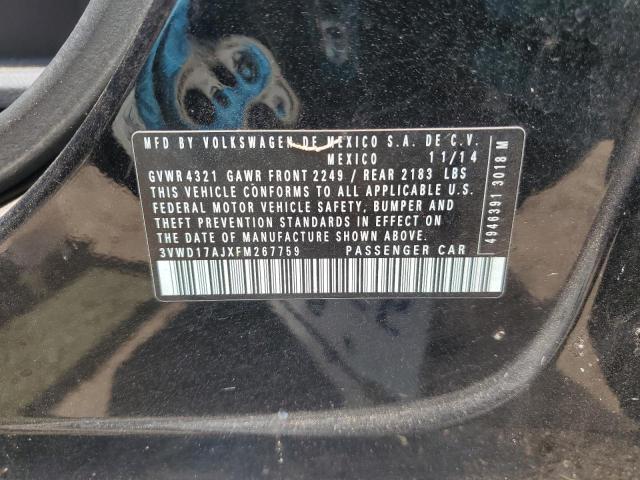 MFD BY VOLKSWAGEN DE MEXICO S.A. DE C.V.
MEXICO 11/14
GVWR 4321 GAWR FRONT 2249 / REAR 2183 LBS
THIS VEHICLE CONFORMS TO ALL APPLICABLE U.S.
FEDERAL MOTOR VEHICLE SAFETY, BUMPER AND
THEFT PREVENTION STANDARDS IN EFFECT ON
THE DATE OF MANUFACTURE SHOWN ABOVE.
3VWD17AJXFM267759 PASSENGER CAR
4946391 3018 M